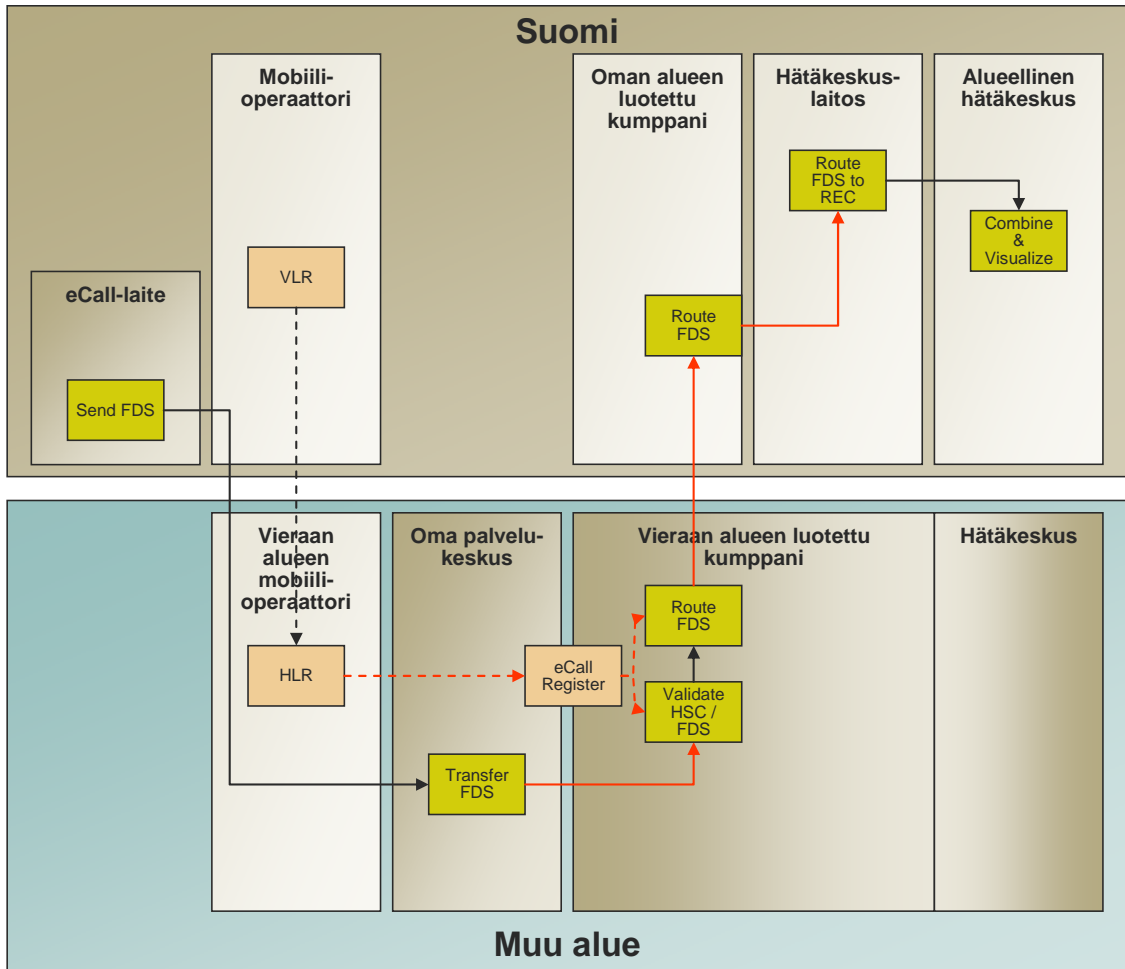 Suomi
Mobiili-
operaattori
Oman alueen
luotettu
kumppani
Hätäkeskus-
laitos
Alueellinen
hätäkeskus
Route
FDS to
REC
Combine
&
Visualize
VLR
eCall-laite
Route
FDS
Send FDS
Vieraan
alueen
mobiili-
operaattori
Oma palvelu-
keskus
Vieraan alueen luotettu
kumppani
Hätäkeskus
Route
FDS
HLR
eCall
Register
Validate
HSC /
FDS
Transfer
FDS
Muu alue